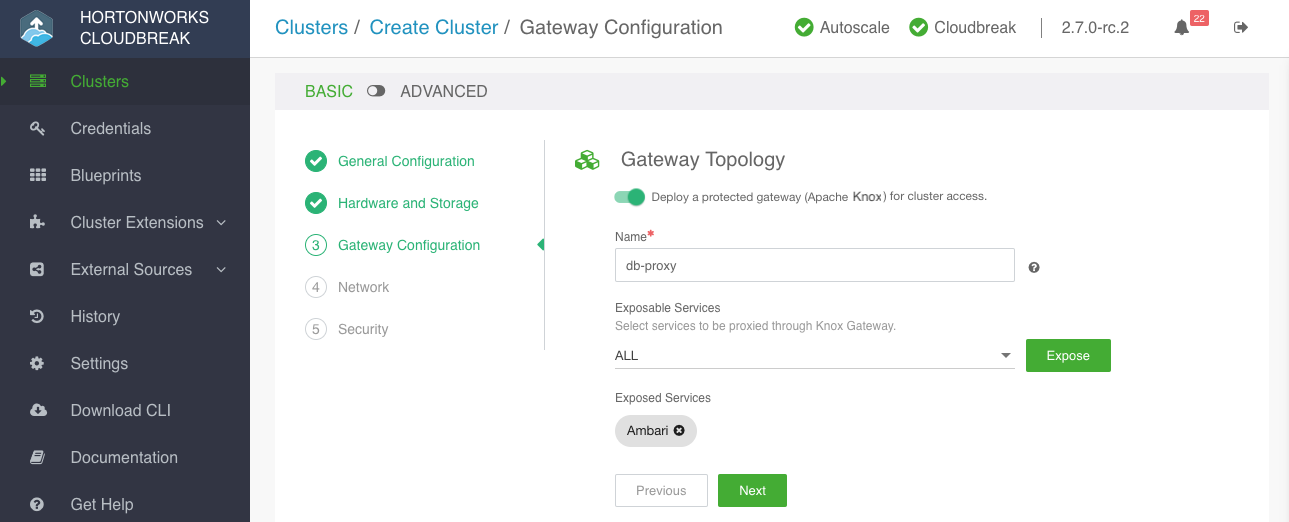 HORTONWORKS
CLOUDBREAK
Clusters / Create Cluster / Gateway Configuration
Autoscale
Cloudbreak
2.7.0-rc.2
22
Clusters
Credentials
Blueprints
Cluster Extensions
External Sources
History
Settings
Download CLI
Documentation
Get Help
BASIC
ADVANCED
General Configuration
Hardware and Storage
3 Gateway Configuration
4 Network
5 Security
Gateway Topology
Deploy a protected gateway (Apache Knox) for cluster access.
Name*
db-proxy
Exposable Services
Select services to be proxied through Knox Gateway.
ALL
Expose
Exposed Services
Ambari
Previous
Next